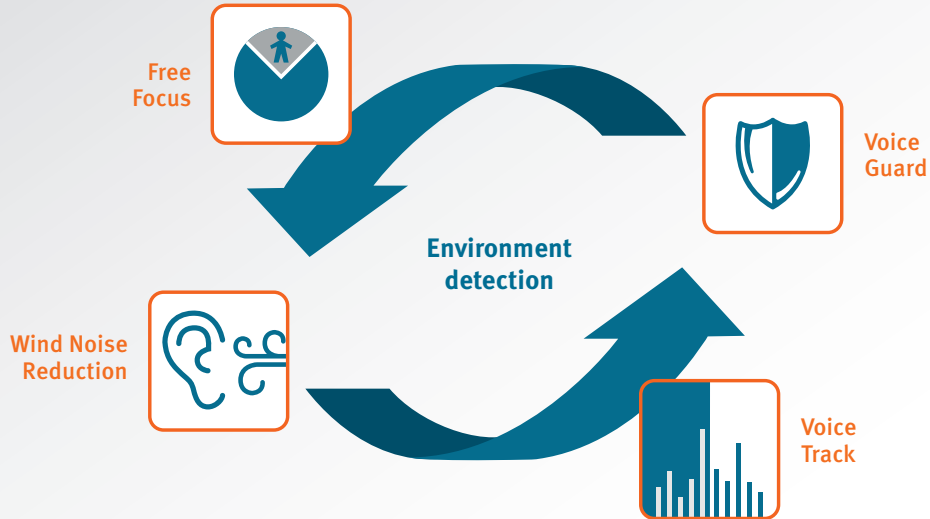 Free
Focus
Voice
Guard
Environment
detection
Wind Noise
Reduction
Voice
Track